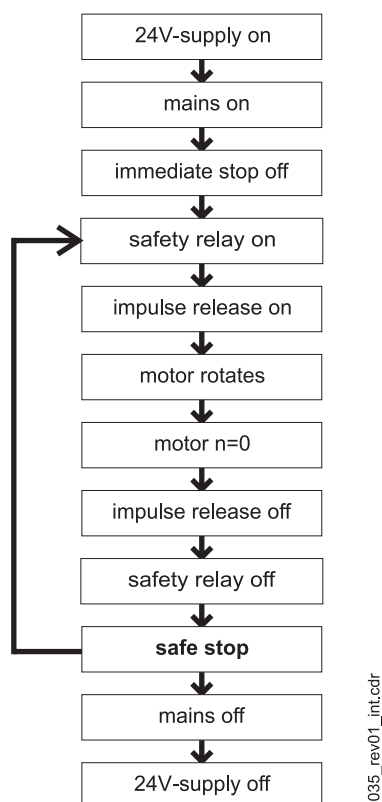 24V-supply on
mains on
immediate stop off
safety relay on
impulse release on
motor rotates
motor n=0
impulse release off
safety relay off
safe stop
mains off
24V-supply off
035_rev01_int.cdr